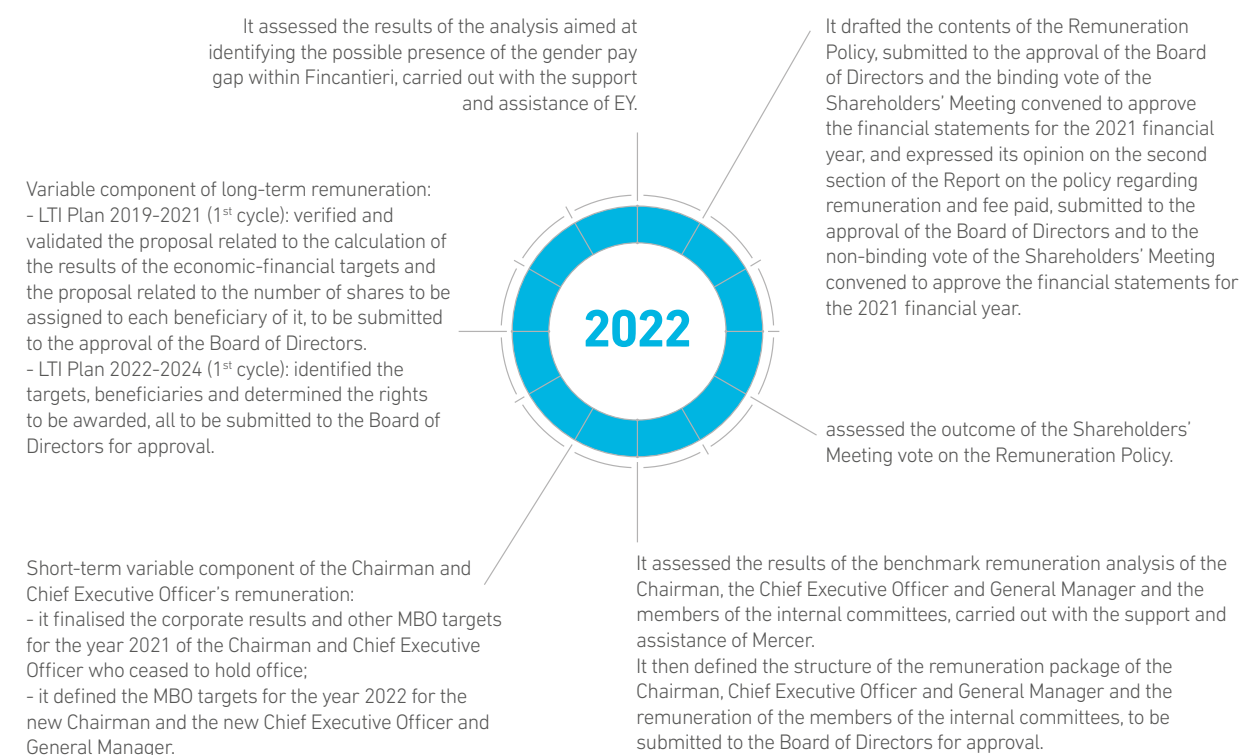 It assessed the results of the analysis aimed at
identifying the possible presence of the gender pay
gap within Fincantieri, carried out with the support
and assistance of EY.
It drafted the contents of the Remuneration
Policy, submitted to the approval of the Board
of Directors and the binding vote of the
Shareholders’ Meeting convened to approve
the financial statements for the 2021 financial
year, and expressed its opinion on the second
section of the Report on the policy regarding
remuneration and fee paid, submitted to the
approval of the Board of Directors and to the
non-binding vote of the Shareholders’ Meeting
convened to approve the financial statements for
the 2021 financial year.
Variable component of long-term remuneration:
- LTI Plan 2019-2021 (1st cycle): verified and
validated the proposal related to the calculation of
the results of the economic-financial targets and
the proposal related to the number of shares to be
assigned to each beneficiary of it, to be submitted
to the approval of the Board of Directors.
- LTI Plan 2022-2024 (1st cycle): identified the
targets, beneficiaries and determined the rights
to be awarded, all to be submitted to the Board of
Directors for approval.
2022
assessed the outcome of the Shareholders’
Meeting vote on the Remuneration Policy.
Short-term variable component of the Chairman and
Chief Executive Officer’s remuneration:
- it finalised the corporate results and other MBO targets
for the year 2021 of the Chairman and Chief Executive
Officer who ceased to hold office;
- it defined the MBO targets for the year 2022 for the
new Chairman and the new Chief Executive Officer and
General Manager.
It assessed the results of the benchmark remuneration analysis of the
Chairman, the Chief Executive Officer and General Manager and the
members of the internal committees, carried out with the support and
assistance of Mercer.
It then defined the structure of the remuneration package of the
Chairman, Chief Executive Officer and General Manager and the
remuneration of the members of the internal committees, to be
submitted to the Board of Directors for approval.